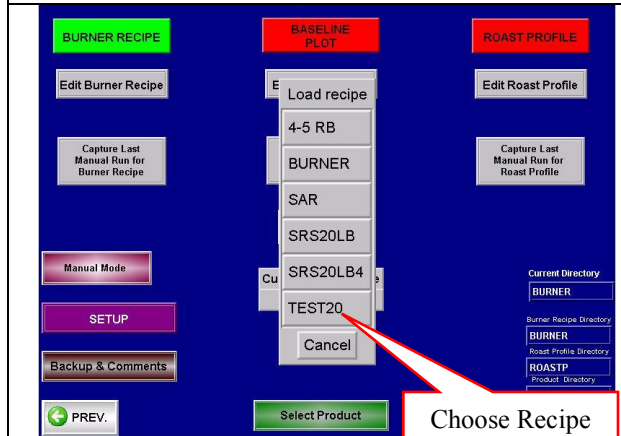 BURNER RECIPE
BASELINE
PLOT
ROAST PROFILE
Edit Burner Recipe
E
Edit Roast Profile
Load recipe
4-5 RB
BURNER
SAR
SRS20LB
SRS20LB4
TEST20
Cancel
Capture Last
Manual Run for
Burner Recipe
Capture Last
Manual Run for
Roast Profile
Manual Mode
SETUP
Backup & Comments
PREV.
Cu
e
Select Product
Current Directory
BURNER
Burner Recipe Directory
BURNER
Roast Profile Directory
ROASTP
Product Directory
Choose Recipe